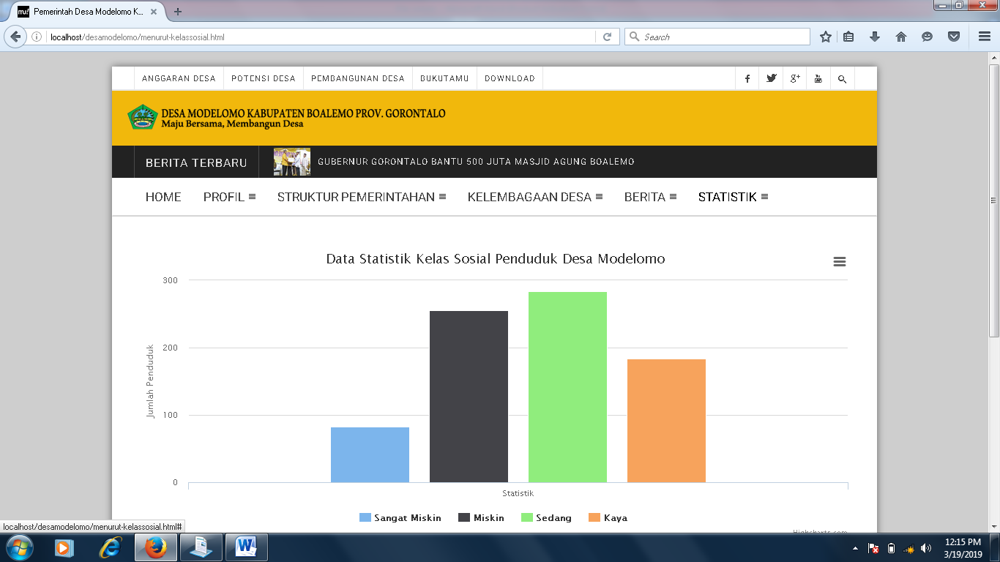 mu!
Pemerintah Desa Modelomo K...
localhost/desamodelomo/menurut-kelassosial.html
Search
ANGGARAN DESA
POTENSI DESA
PEMBANGUNAN DESA
BUKUTAMU
DOWNLOAD
DESA MODELOMO KABUPATEN BOALEMO PROV. GORONTALO
Maju Bersama, Membangun Desa
BERITA TERBARU
GUBERNUR GORONTALO BANTU 500 JUTA MASJID AGUNG BOALEMO
HOME
PROFIL
STRUKTUR PEMERINTAHAN
KELEMBAGAAN DESA
BERITA
STATISTIK
Data Statistik Kelas Sosial Penduduk Desa Modelomo
300
200
100
0
Jumlah Penduduk
Statistik
Sangat Miskin
Miskin
Sedang
Kaya
Highcharts.com
localhost/desamodelomo/menurut-kelassosial.html#
12:15 PM
3/19/2019